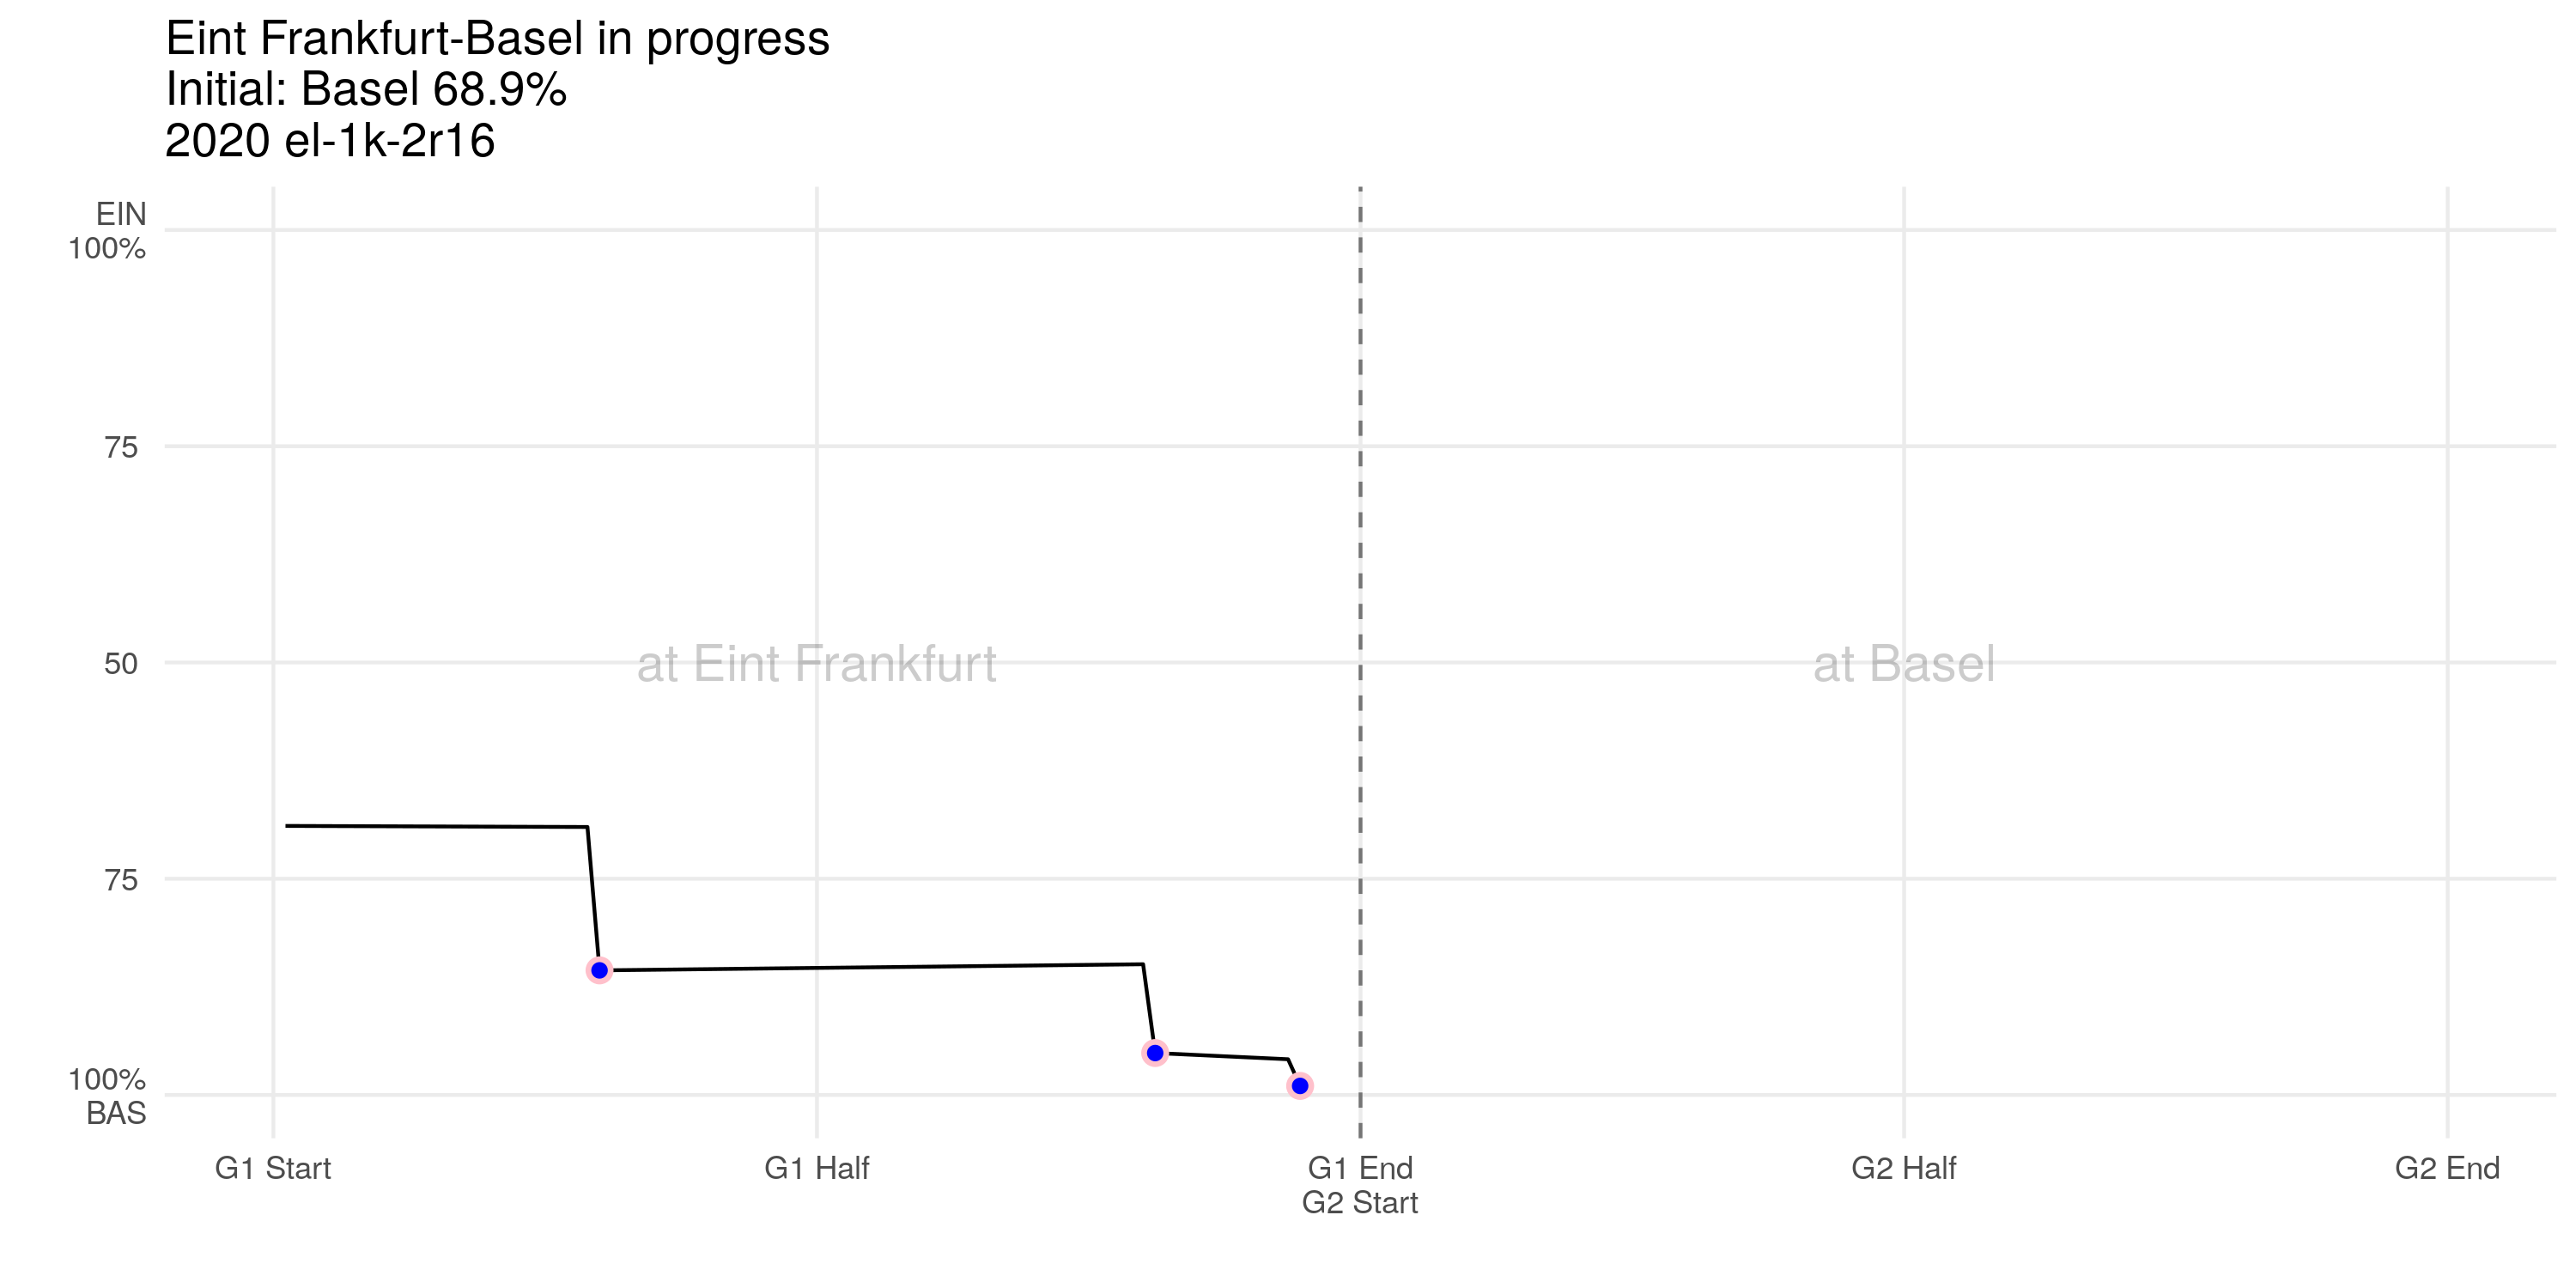 Eint Frankfurt-Basel in progress
Initial: Basel 68.9%
2020 el-1k-2r16
EIN
100%
75
50
75
100%
BAS
at Eint Frankfurt
at Basel
G1 Start
G1 Half
G1 End
G2 Start
G2 Half
G2 End